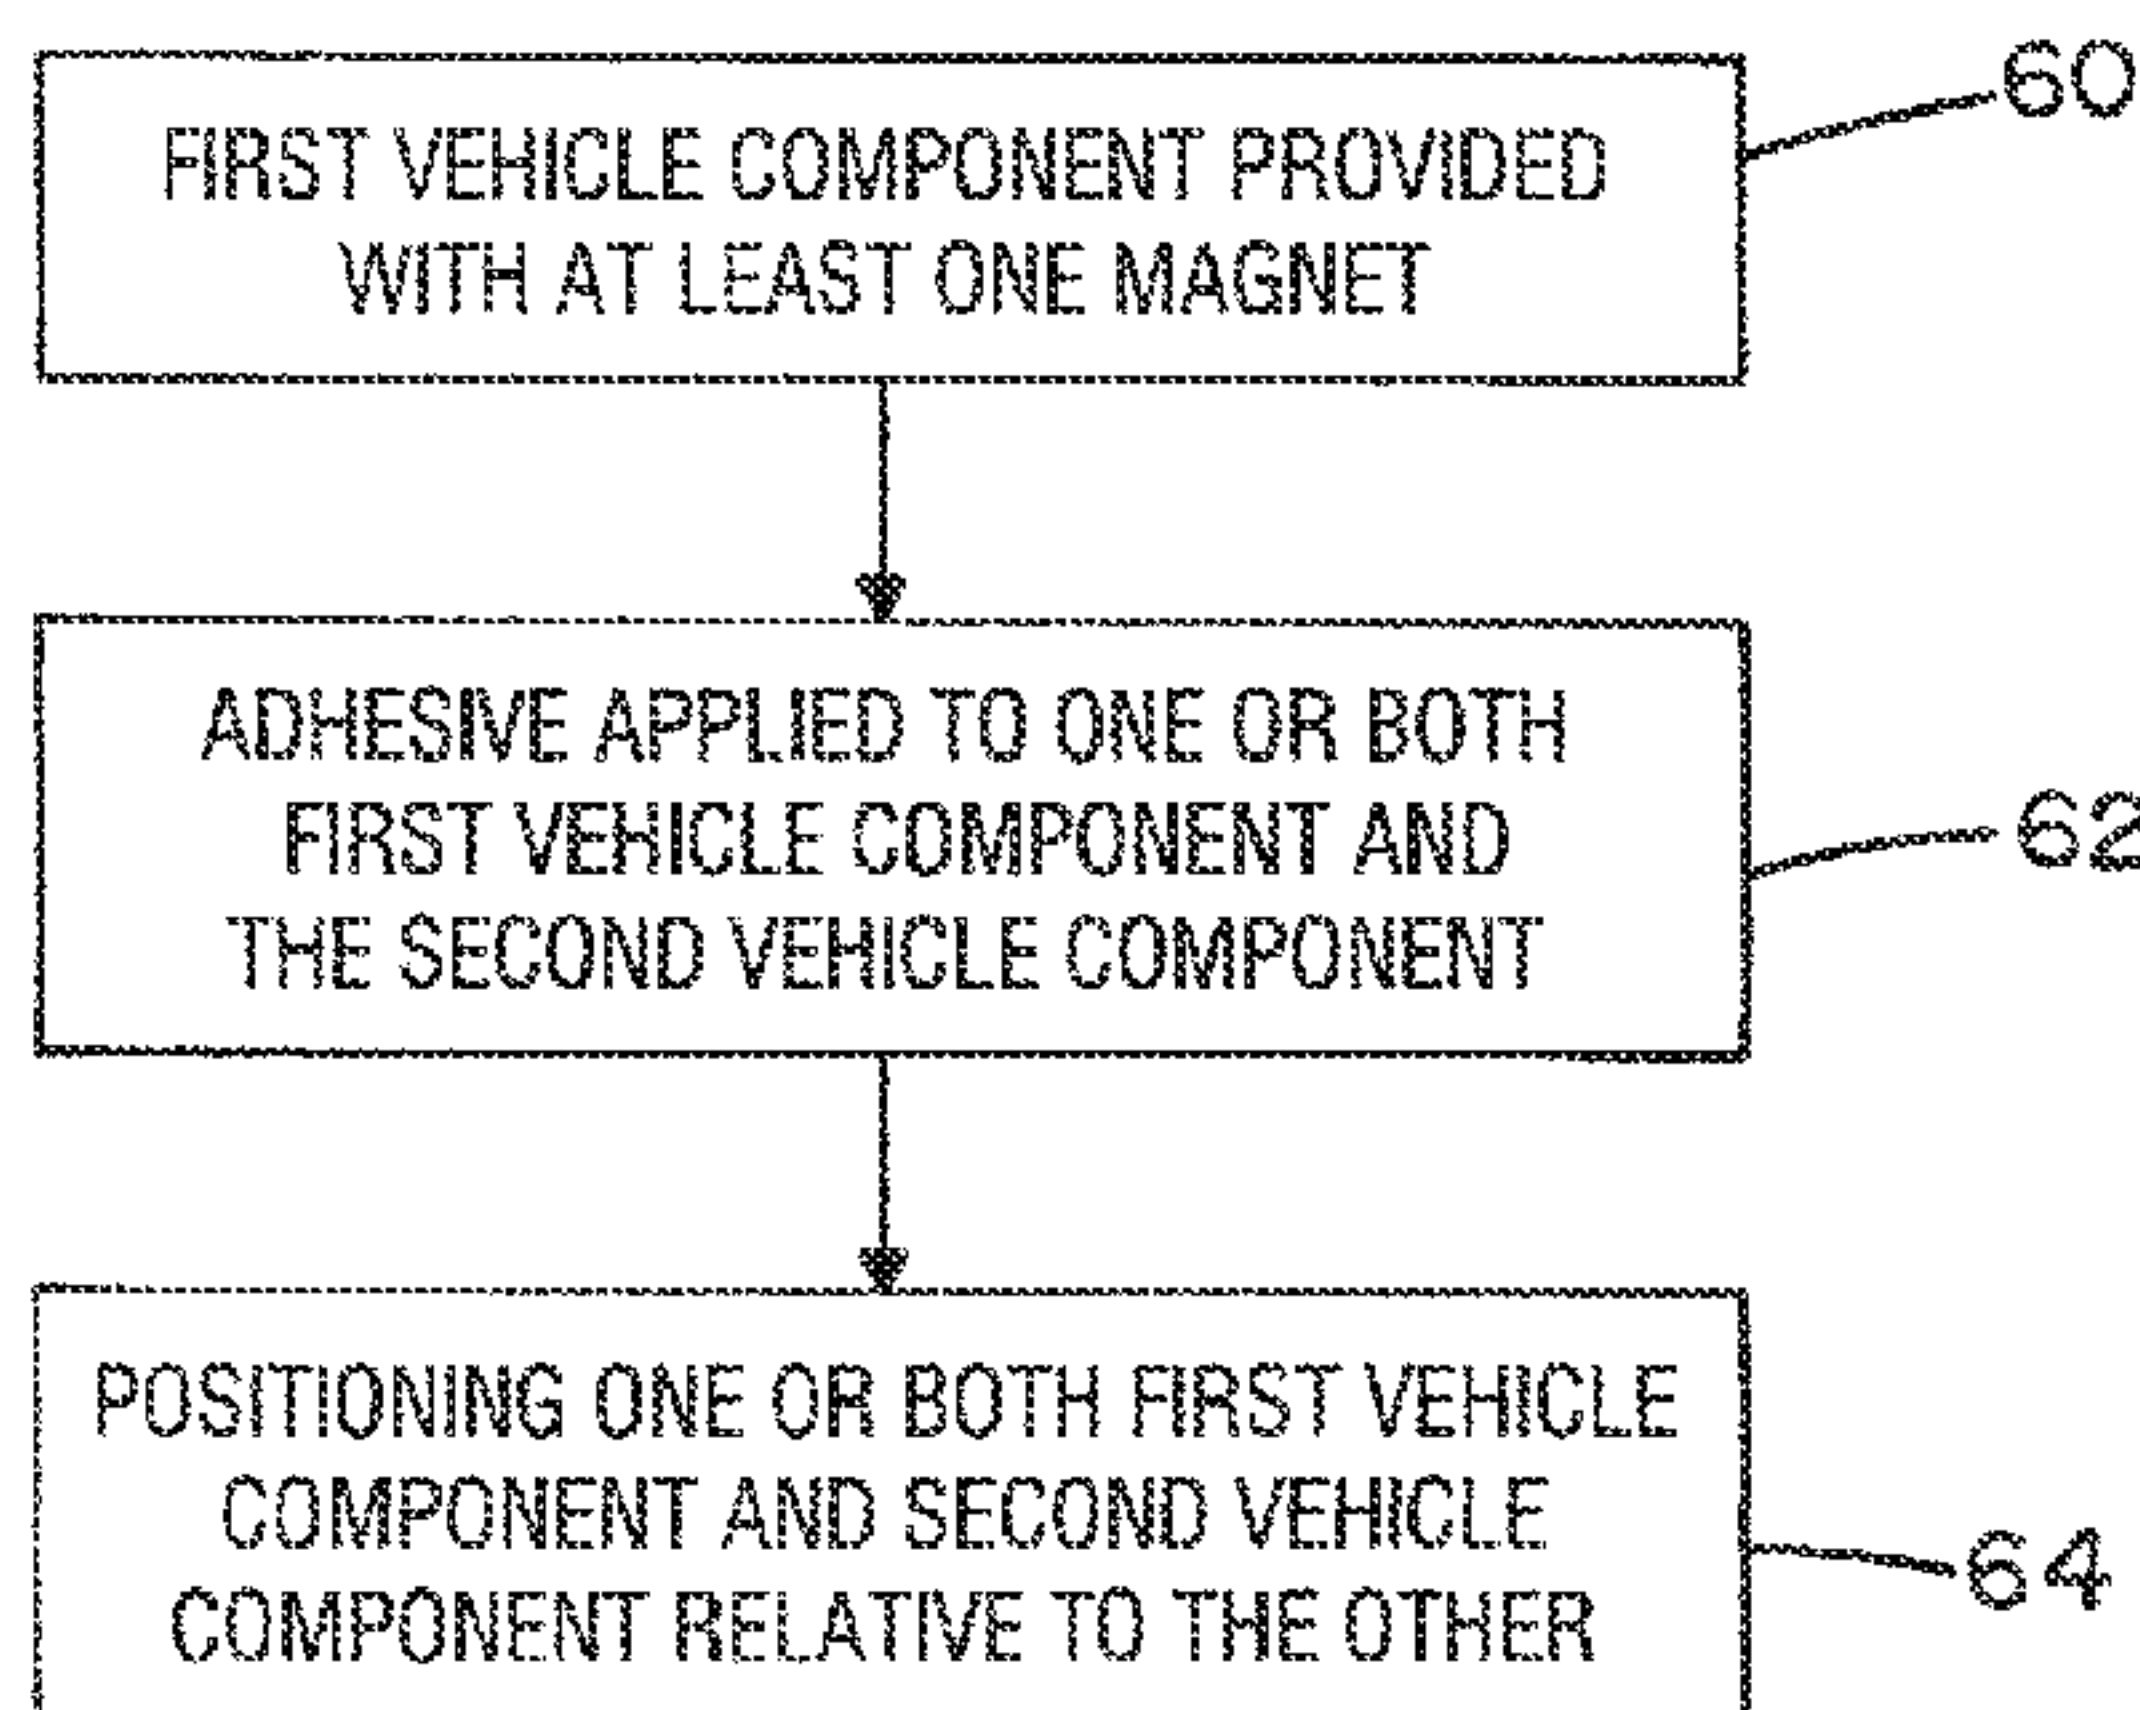 FIRST VEHICLE COMPONENT PROVIDED
WITH AT LEAST ONE MAGNET
60
ADHESIVE APPLIED TO ONE OR BOTH
FIRST VEHICLE COMPONENT AND
THE SECOND VEHICLE COMPONENT
62
POSITIONING ONE OR BOTH FIRST VEHICLE
COMPONENT AND SECOND VEHICLE
COMPONENT RELATIVE TO THE OTHER
64